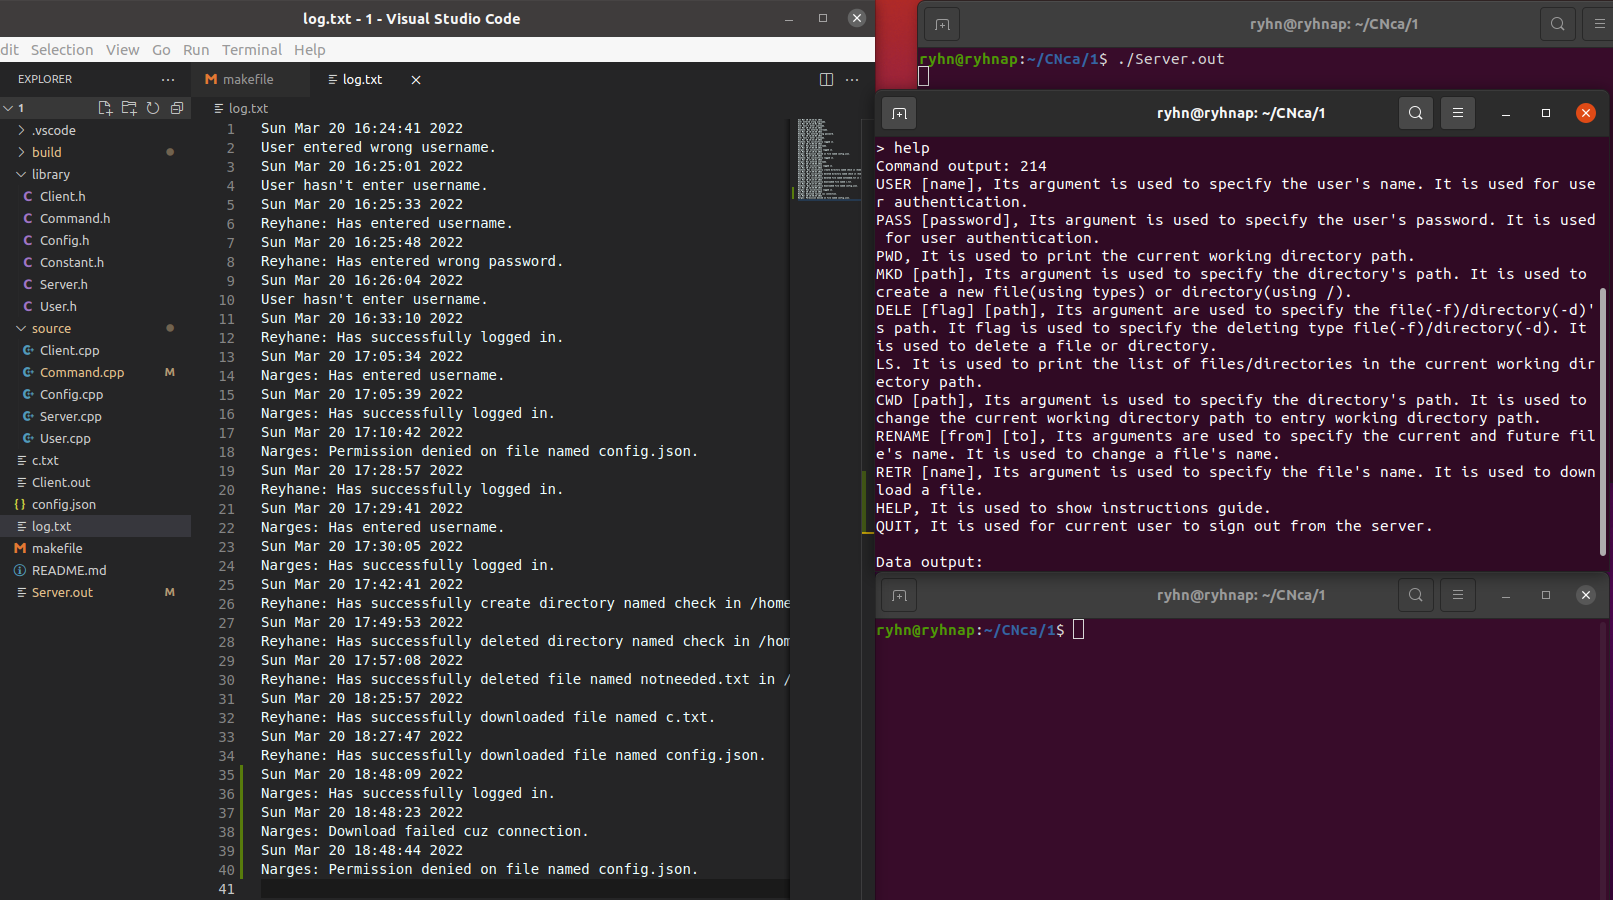 log.txt - 1 - Visual Studio Code
dit Selection View Go Run Terminal Help
EXPLORER
1
.vscode
build
library
C Client.h
C Command.h
C Config.h
C Constant.h
C Server.h
C User.h
source
Client.cpp
Command.cpp M
Config.cpp
Server.cpp
User.cpp
c.txt
Client.out
{} config.json
log.txt
M makefile
README.md
Server.out M
M makefile
log.txt
log.txt
1 Sun Mar 20 16:24:41 2022
2 User entered wrong username.
3 Sun Mar 20 16:25:01 2022
4 User hasn't enter username.
5 Sun Mar 20 16:25:33 2022
6 Reyhane: Has entered username.
7 Sun Mar 20 16:25:48 2022
8 Reyhane: Has entered wrong password.
9 Sun Mar 20 16:26:04 2022
10 User hasn't enter username.
11 Sun Mar 20 16:33:10 2022
12 Reyhane: Has successfully logged in.
13 Sun Mar 20 17:05:34 2022
14 Narges: Has entered username.
15 Sun Mar 20 17:05:39 2022
16 Narges: Has successfully logged in.
17 Sun Mar 20 17:10:42 2022
18 Narges: Permission denied on file named config.json.
19 Sun Mar 20 17:28:57 2022
20 Reyhane: Has successfully logged in.
21 Sun Mar 20 17:29:41 2022
22 Narges: Has entered username.
23 Sun Mar 20 17:30:05 2022
24 Narges: Has successfully logged in.
25 Sun Mar 20 17:42:41 2022
26 Reyhane: Has successfully create directory named check in /home
27 Sun Mar 20 17:49:53 2022
28 Reyhane: Has successfully deleted directory named check in /hom
29 Sun Mar 20 17:57:08 2022
30 Reyhane: Has successfully deleted file named notneeded.txt in /
31 Sun Mar 20 18:25:57 2022
32 Reyhane: Has successfully downloaded file named c.txt.
33 Sun Mar 20 18:27:47 2022
34 Reyhane: Has successfully downloaded file named config.json.
35 Sun Mar 20 18:48:09 2022
36 Narges: Has successfully logged in.
37 Sun Mar 20 18:48:23 2022
38 Narges: Download failed cuz connection.
39 Sun Mar 20 18:48:44 2022
40 Narges: Permission denied on file named config.json.
41
ryhn@ryhnap: ~/CNca/1
ryhn@ryhnap:~/CNca/1$ ./Server.out
ryhn@ryhnap: ~/CNca/1
> help
Command output: 214
USER [name], Its argument is used to specify the user's name. It is used for use
r authentication.
PASS [password], Its argument is used to specify the user's password. It is used
for user authentication.
PWD, It is used to print the current working directory path.
MKD [path], Its argument is used to specify the directory's path. It is used to
create a new file(using types) or directory(using /).
DELE [flag] [path], Its argument are used to specify the file(-f)/directory(-d)'
s path. It flag is used to specify the deleting type file(-f)/directory(-d). It
is used to delete a file or directory.
LS. It is used to print the list of files/directories in the current working dir
ectory path.
CWD [path], Its argument is used to specify the directory's path. It is used to
change the current working directory path to entry working directory path.
RENAME [from] [to], Its arguments are used to specify the current and future fil
e's name. It is used to change a file's name.
RETR [name], Its argument is used to specify the file's name. It is used to down
load a file.
HELP, It is used to show instructions guide.
QUIT, It is used for current user to sign out from the server.
Data output:
ryhn@ryhnap: ~/CNca/1
ryhn@ryhnap:~/CNca/1$